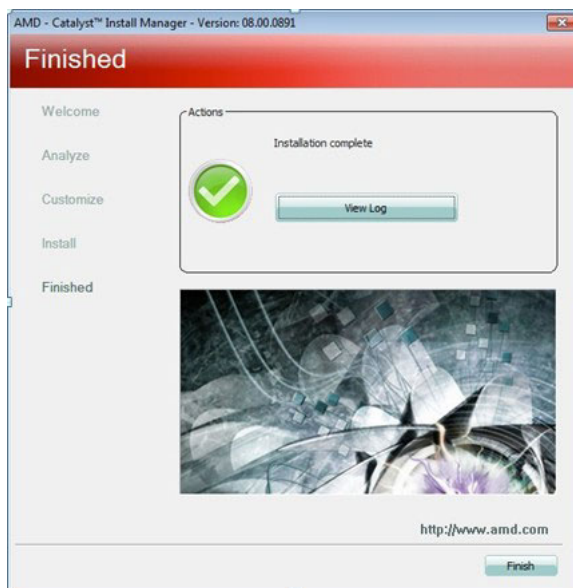 AMD - Catalyst™ Install Manager - Version: 08.00.0891
Finished
Welcome
Analyze
Customize
Install
Finished
Actions
Installation complete
View Log
http://www.amd.com
Finish